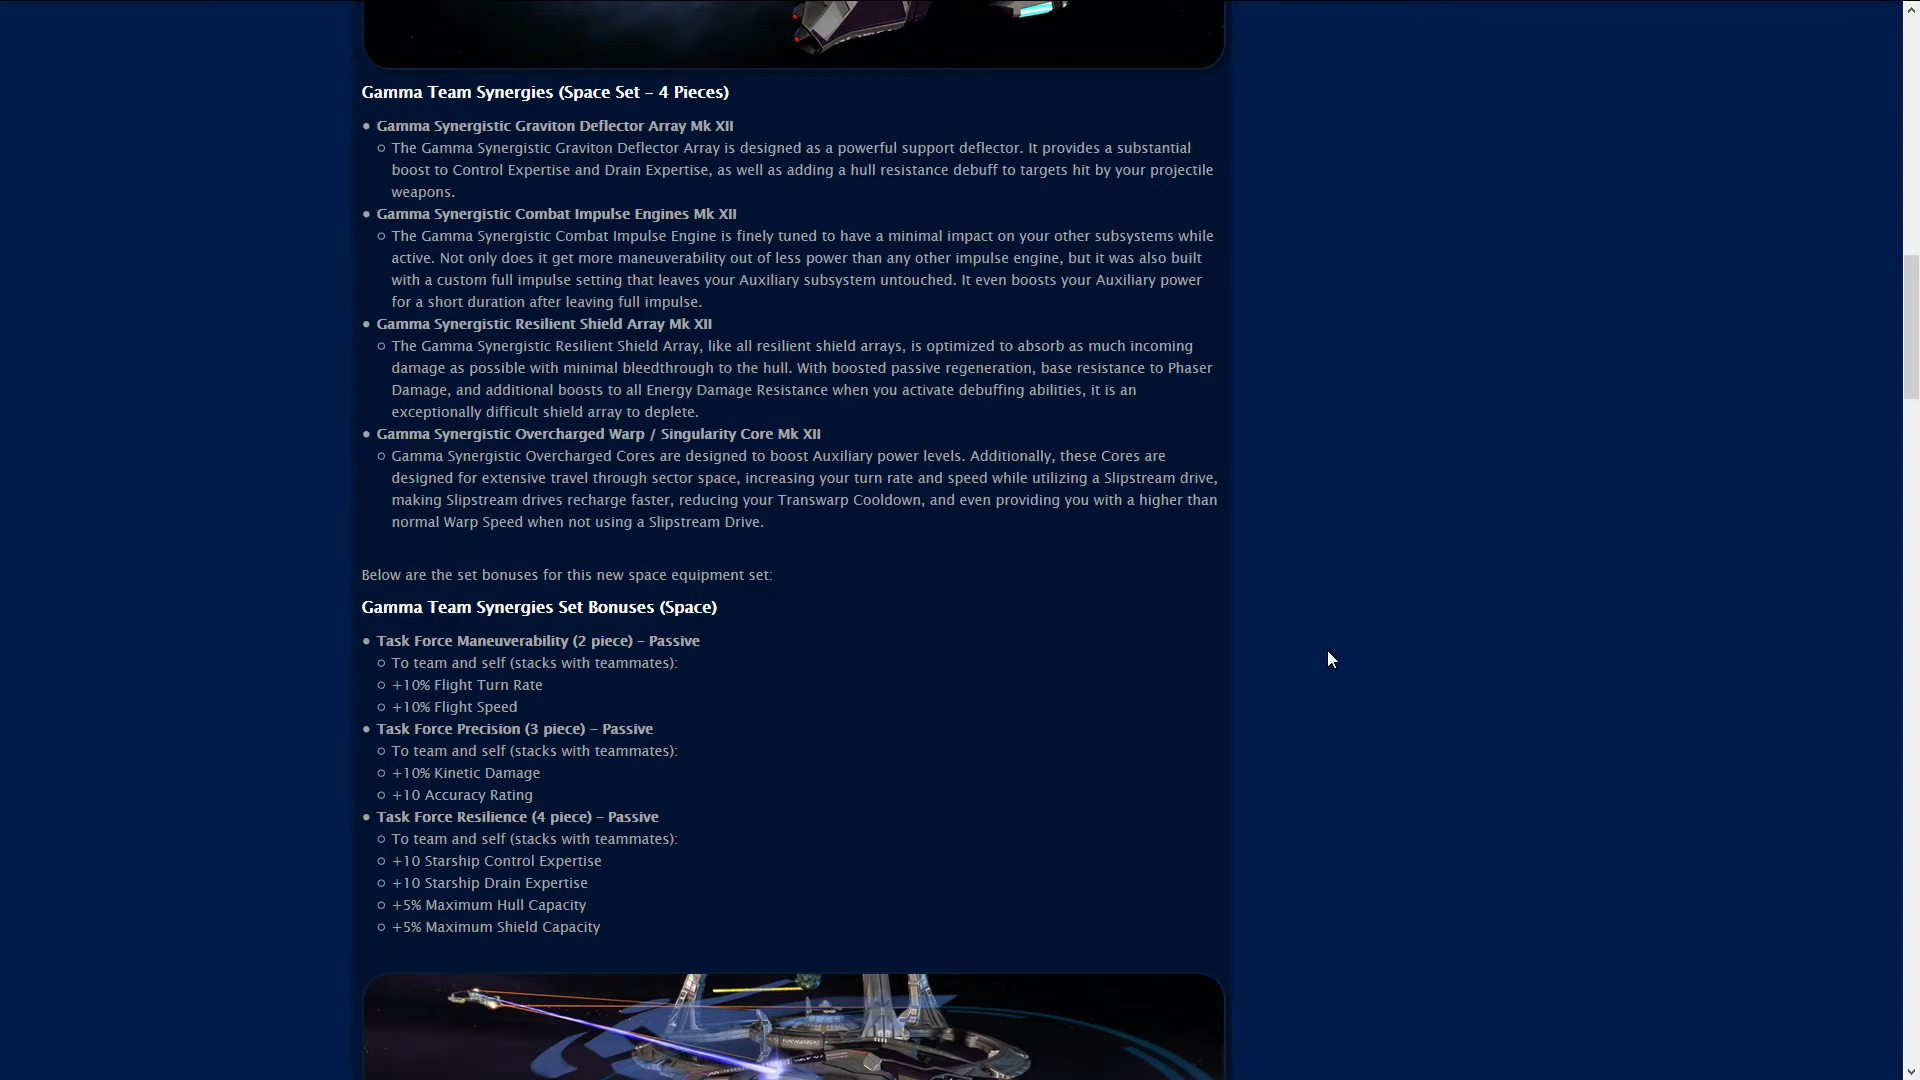 Gamma Team Synergies (Space Set – 4 Pieces)
Gamma Synergistic Graviton Deflector Array Mk XII
The Gamma Synergistic Graviton Deflector Array is designed as a powerful support deflector. It provides a substantial
boost to Control Expertise and Drain Expertise, as well as adding a hull resistance debuff to targets hit by your projectile
weapons.
Gamma Synergistic Combat Impulse Engines Mk XII
The Gamma Synergistic Combat Impulse Engine is finely tuned to have a minimal impact on your other subsystems while
active. Not only does it get more maneuverability out of less power than any other impulse engine, but it was also built
with a custom full impulse setting that leaves your Auxiliary subsystem untouched. It even boosts your Auxiliary power
for a short duration after leaving full impulse.
Gamma Synergistic Resilient Shield Array Mk XII
The Gamma Synergistic Resilient Shield Array, like all resilient shield arrays, is optimized to absorb as much incoming
damage as possible with minimal bleedthrough to the hull. With boosted passive regeneration, base resistance to Phaser
Damage, and additional boosts to all Energy Damage Resistance when you activate debuffing abilities, it is an
exceptionally difficult shield array to deplete.
Gamma Synergistic Overcharged Warp / Singularity Core Mk XII
Gamma Synergistic Overcharged Cores are designed to boost Auxiliary power levels. Additionally, these Cores are
designed for extensive travel through sector space, increasing your turn rate and speed while utilizing a Slipstream drive,
making Slipstream drives recharge faster, reducing your Transwarp Cooldown, and even providing you with a higher than
normal Warp Speed when not using a Slipstream Drive.
Below are the set bonuses for this new space equipment set:
Gamma Team Synergies Set Bonuses (Space)
Task Force Maneuverability (2 piece) – Passive
To team and self (stacks with teammates):
+10% Flight Turn Rate
+10% Flight Speed
Task Force Precision (3 piece) – Passive
To team and self (stacks with teammates):
+10% Kinetic Damage
+10 Accuracy Rating
Task Force Resilience (4 piece) – Passive
To team and self (stacks with teammates):
+10 Starship Control Expertise
+10 Starship Drain Expertise
+5% Maximum Hull Capacity
+5% Maximum Shield Capacity